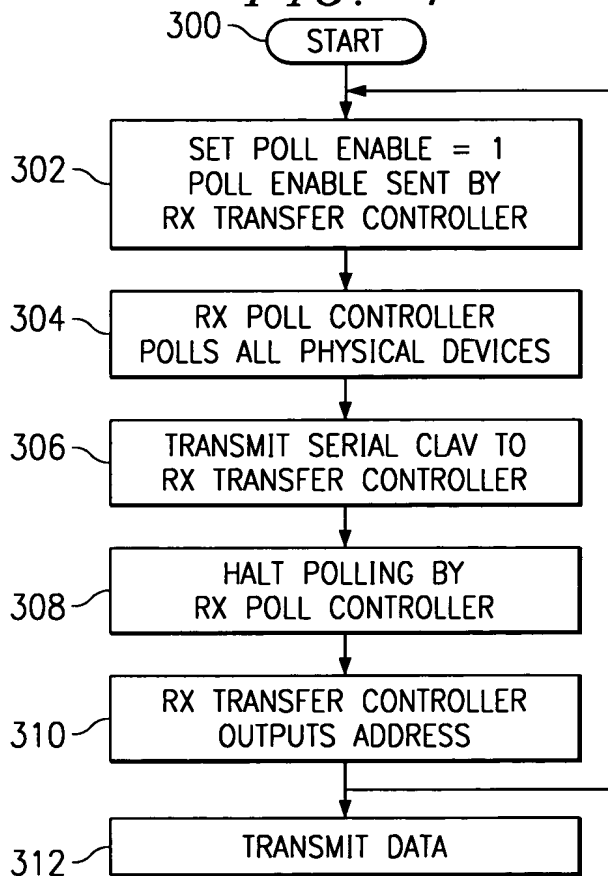 300
START
302
SET POLL ENABLE = 1
POLL ENABLE SENT BY
RX TRANSFER CONTROLLER
304
RX POLL CONTROLLER
POLLS ALL PHYSICAL DEVICES
306
TRANSMIT SERIAL CLAV TO
RX TRANSFER CONTROLLER
308
HALT POLLING BY
RX POLL CONTROLLER
310
RX TRANSFER CONTROLLER
OUTPUTS ADDRESS
312
TRANSMIT DATA